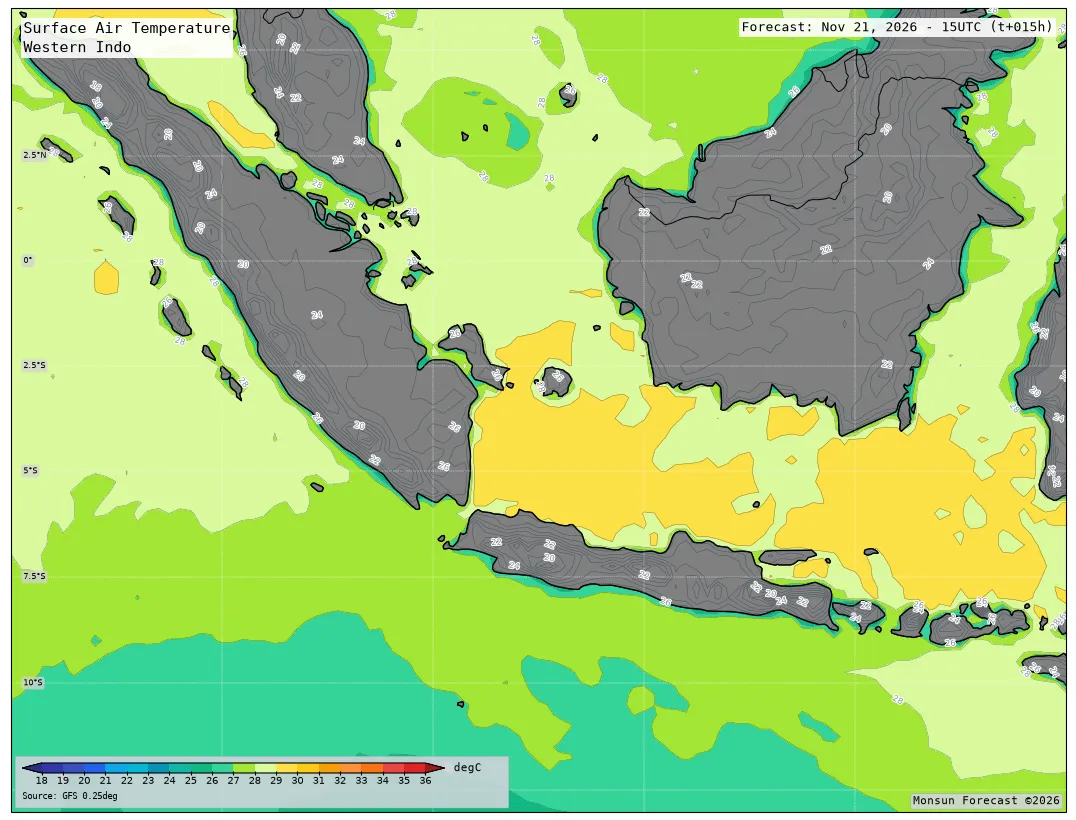 Surface Air Temperature
Western Indo
Forecast: Nov 21, 2026 - 15UTC (t+015h)
2.5°N
0°
2.5°S
5°S
7.5°S
10°S
degC
18 19 20 21 22 23 24 25 26 27 28 29 30 31 32 33 34 35 36
Source: GFS 0.25deg
Monsun Forecast ©2026